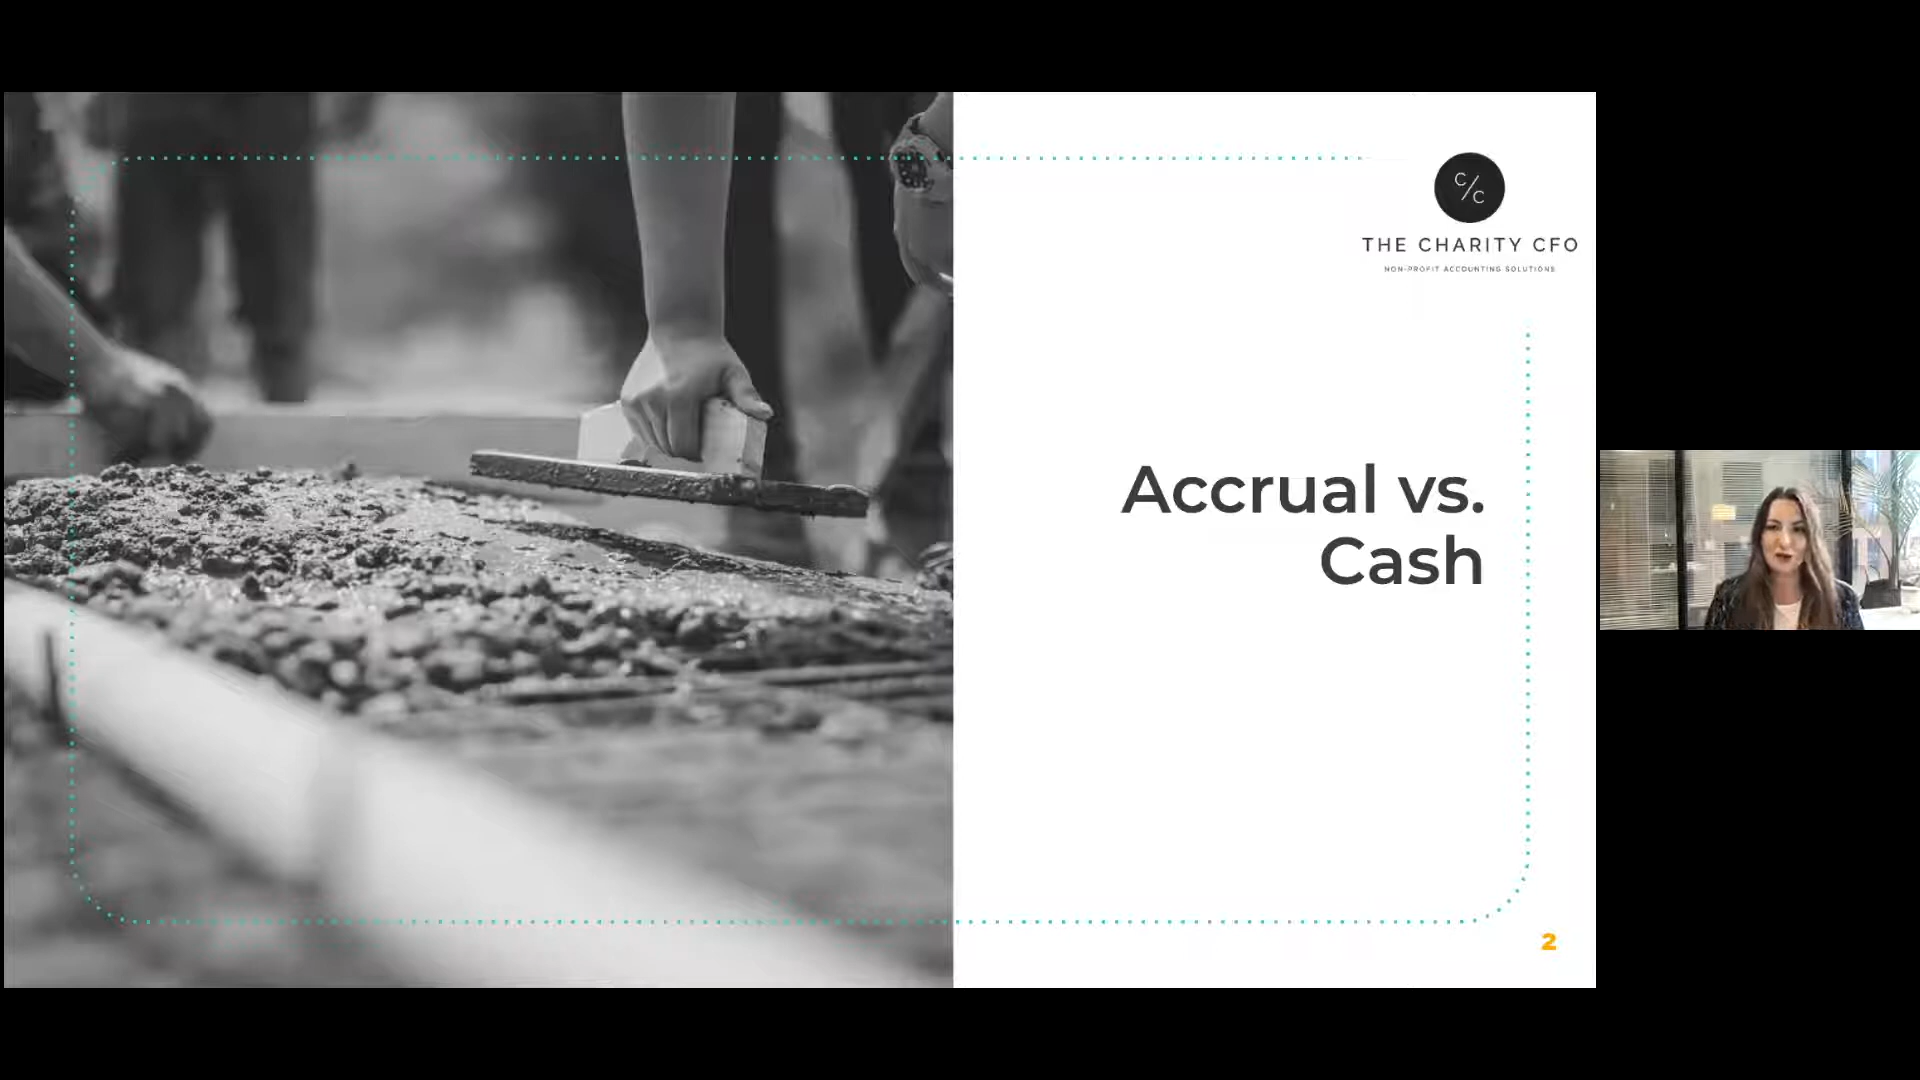 C/C
THE CHARITY CFO
NON-PROFIT ACCOUNTING SOLUTIONS
Accrual vs.
Cash
2